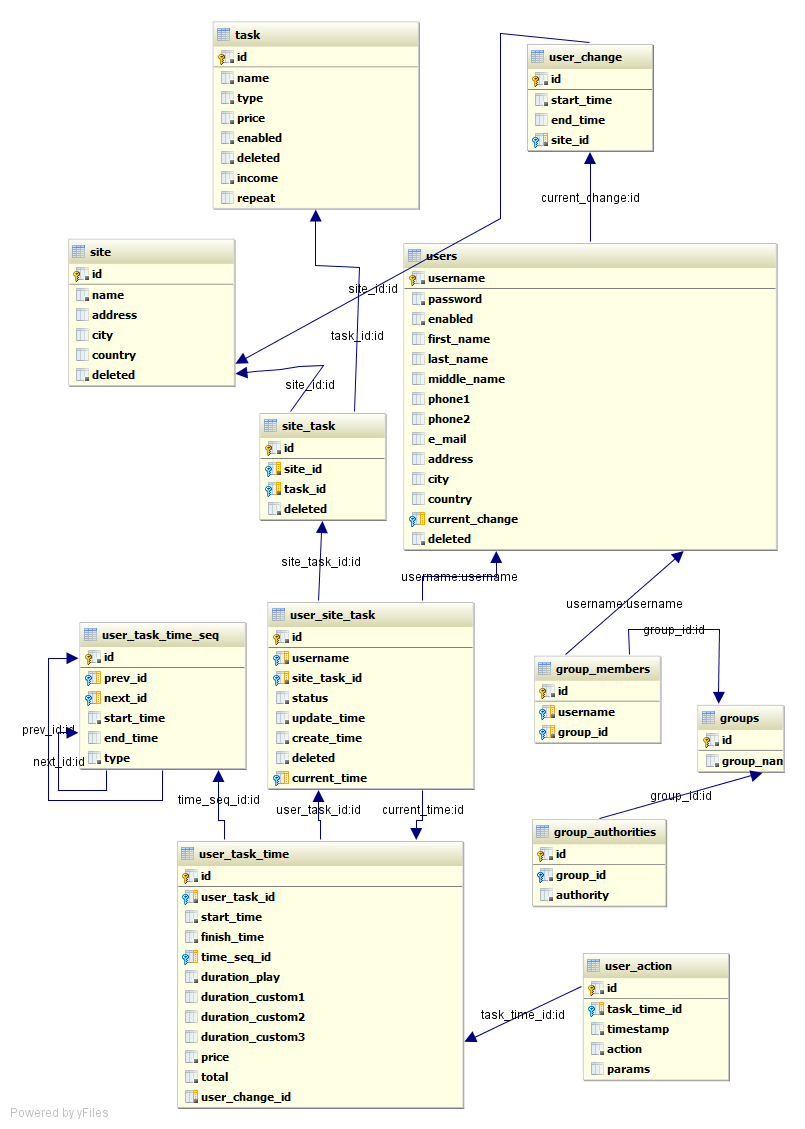 task
id
name
type
price
enabled
deleted
income
repeat
user_change
id
start_time
end_time
site_id
current_change:id
site
id
name
address
city
country
deleted
site_id:id
task_id:id
site_id:id
users
username
password
enabled
first_name
last_name
middle_name
phone1
phone2
e_mail
address
city
country
current_change
deleted
site_task
id
site_id
task_id
deleted
site_task_id:id
username:username
username:username
group_id:id
user_task_time_seq
id
prev_id
next_id
start_time
end_time
type
prev_id:id
next_id:id
user_site_task
id
username
site_task_id
status
update_time
create_time
deleted
current_time
group_members
id
username
group_id
groups
id
group_nan
time_seq_id:id
user_task_id:id
current_time:id
group_id:id
group_authorities
id
group_id
authority
user_task_time
id
user_task_id
start_time
finish_time
time_seq_id
duration_play
duration_custom1
duration_custom2
duration_custom3
price
total
user_change_id
task_time_id:id
user_action
id
task_time_id
timestamp
action
params
Powered by yFiles